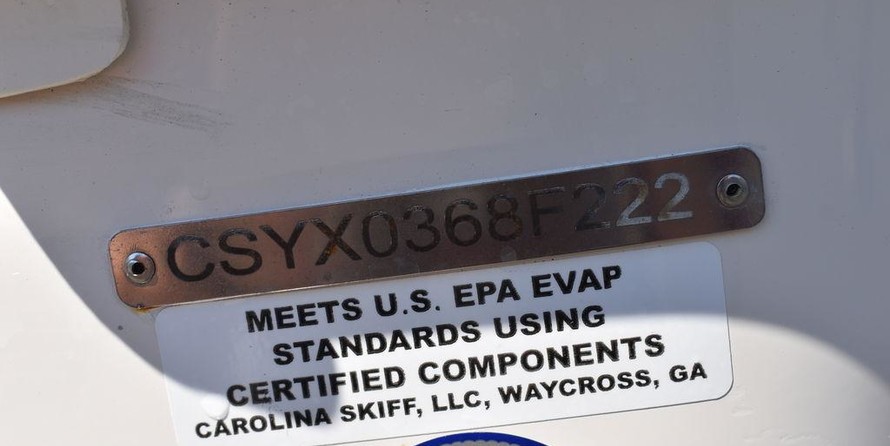 CSYX0368F222
MEETS U.S. EPA EVAP
STANDARDS USING
CERTIFIED COMPONENTS
CAROLINA SKIFF, LLC, WAYCROSS, GA